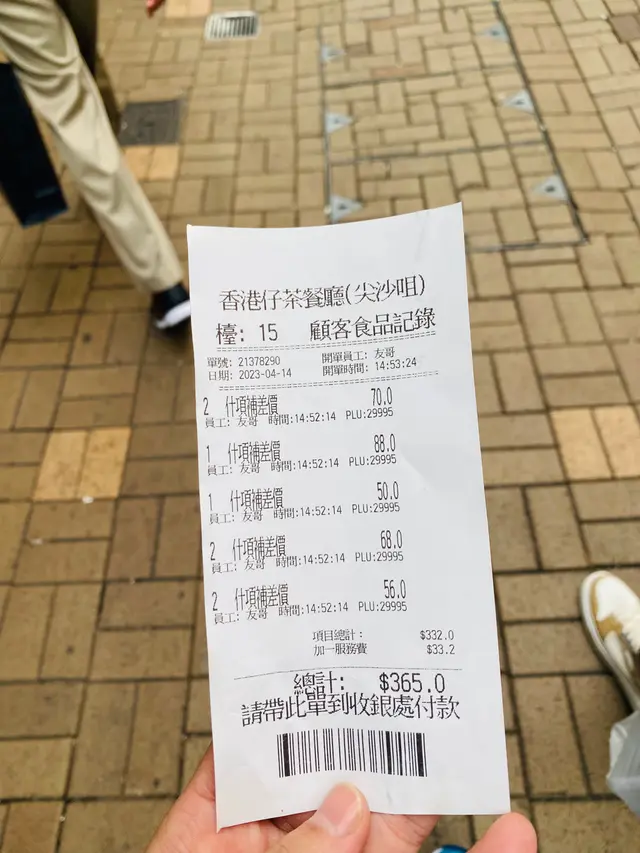 香港仔茶餐廳(尖沙咀)
檯: 15 顧客食品記錄
單號: 21378290 開單員工: 友哥
日期: 2023-04-14 開單時間: 14:53:24
2 什項補差價 70.0
員工: 友哥 時間:14:52:14 PLU:29995
1 什項補差價 88.0
員工: 友哥 時間:14:52:14 PLU:29995
1 什項補差價 50.0
員工: 友哥 時間:14:52:14 PLU:29995
2 什項補差價 68.0
員工: 友哥 時間:14:52:14 PLU:29995
2 什項補差價 56.0
員工: 友哥 時間:14:52:14 PLU:29995
項目總計: $332.0
加一服務費 $33.2
總計: $365.0
請帶此單到收銀處付款